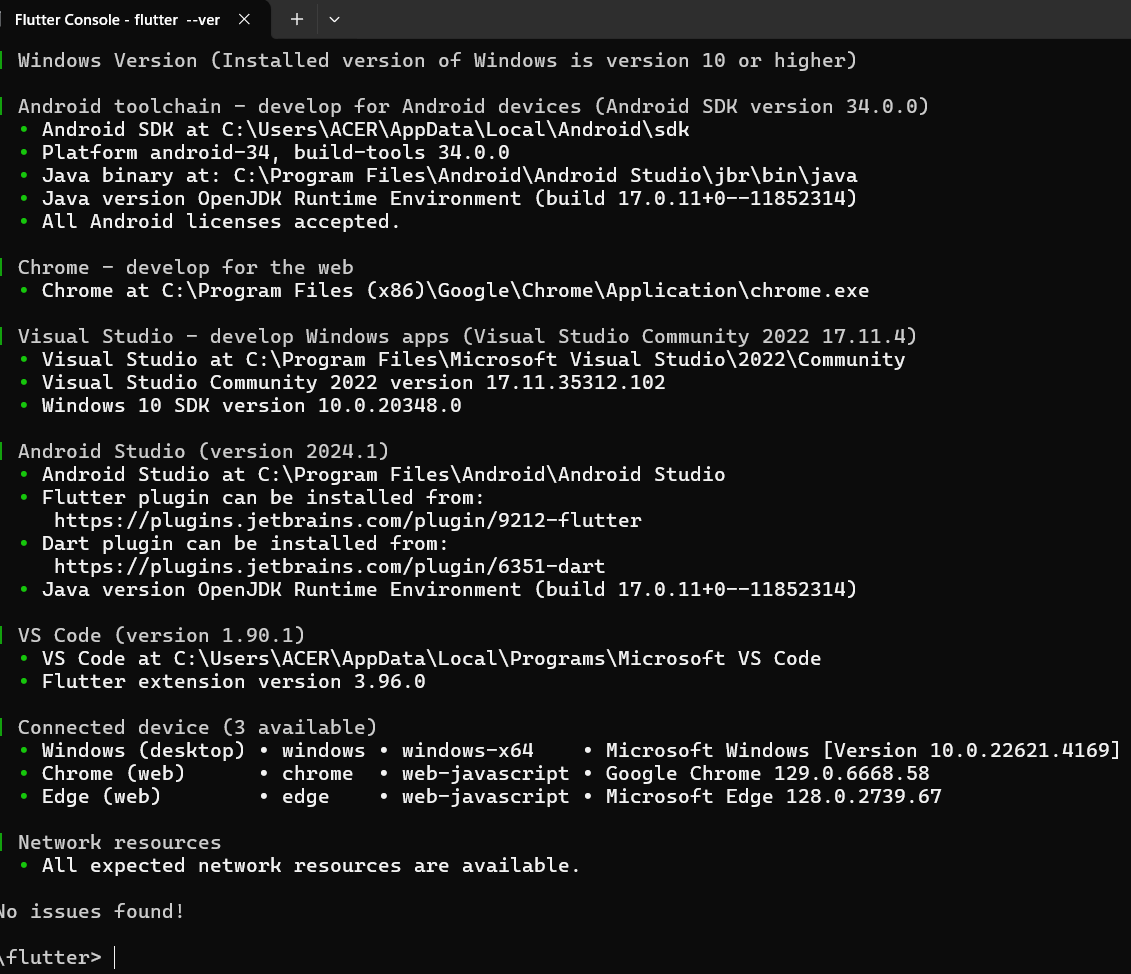 Flutter Console - flutter --ver
Windows Version (Installed version of Windows is version 10 or higher)
Android toolchain - develop for Android devices (Android SDK version 34.0.0)
• Android SDK at C:\Users\ACER\AppData\Local\Android\sdk
• Platform android-34, build-tools 34.0.0
• Java binary at: C:\Program Files\Android\Android Studio\jbr\bin\java
• Java version OpenJDK Runtime Environment (build 17.0.11+0--11852314)
• All Android licenses accepted.
Chrome - develop for the web
• Chrome at C:\Program Files (x86)\Google\Chrome\Application\chrome.exe
Visual Studio - develop Windows apps (Visual Studio Community 2022 17.11.4)
• Visual Studio at C:\Program Files\Microsoft Visual Studio\2022\Community
• Visual Studio Community 2022 version 17.11.35312.102
• Windows 10 SDK version 10.0.20348.0
Android Studio (version 2024.1)
• Android Studio at C:\Program Files\Android\Android Studio
• Flutter plugin can be installed from:
https://plugins.jetbrains.com/plugin/9212-flutter
• Dart plugin can be installed from:
https://plugins.jetbrains.com/plugin/6351-dart
• Java version OpenJDK Runtime Environment (build 17.0.11+0--11852314)
VS Code (version 1.90.1)
• VS Code at C:\Users\ACER\AppData\Local\Programs\Microsoft VS Code
• Flutter extension version 3.96.0
Connected device (3 available)
• Windows (desktop) • windows • windows-x64 • Microsoft Windows [Version 10.0.22621.4169]
• Chrome (web) • chrome • web-javascript • Google Chrome 129.0.6668.58
• Edge (web) • edge • web-javascript • Microsoft Edge 128.0.2739.67
Network resources
• All expected network resources are available.
No issues found!
\flutter>